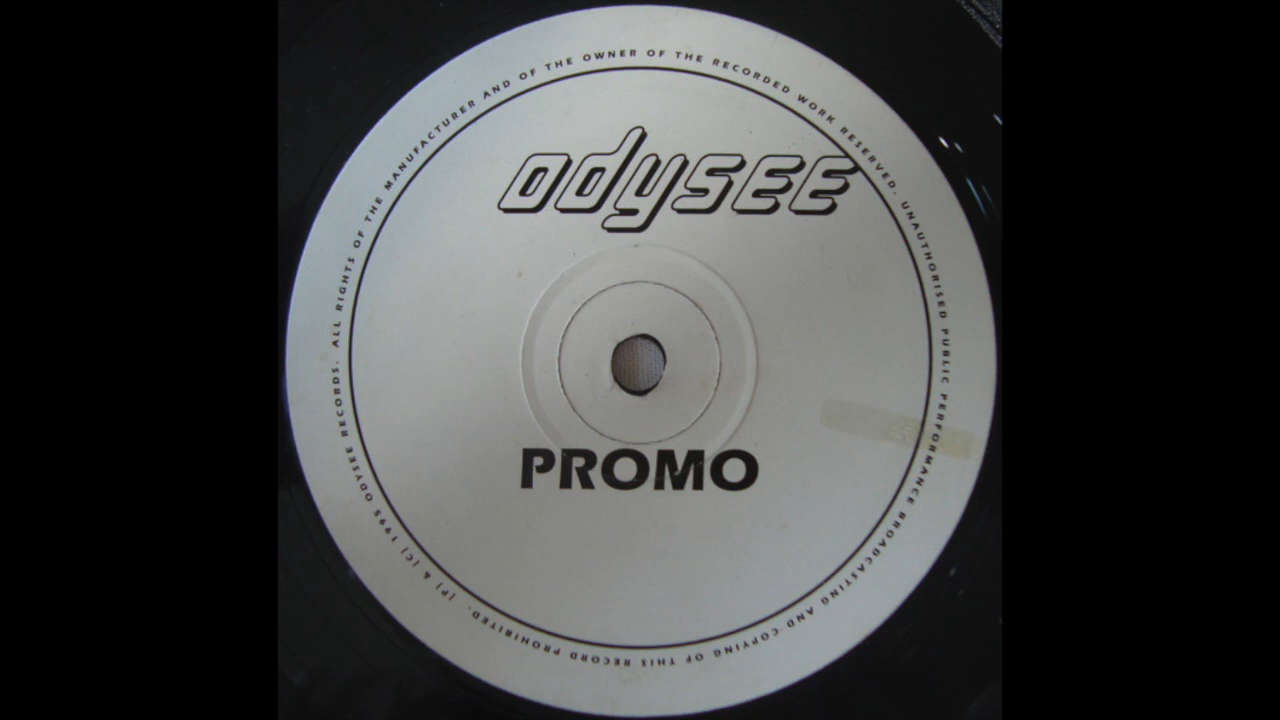 ODYSEE
PROMO
(P) & (C) 1995 ODYSEE RECORDS. ALL RIGHTS OF THE MANUFACTURER AND OF THE OWNER OF THE RECORDED WORK RESERVED. UNAUTHORISED PUBLIC PERFORMANCE BROADCASTING AND COPYING OF THIS RECORD PROHIBITED.